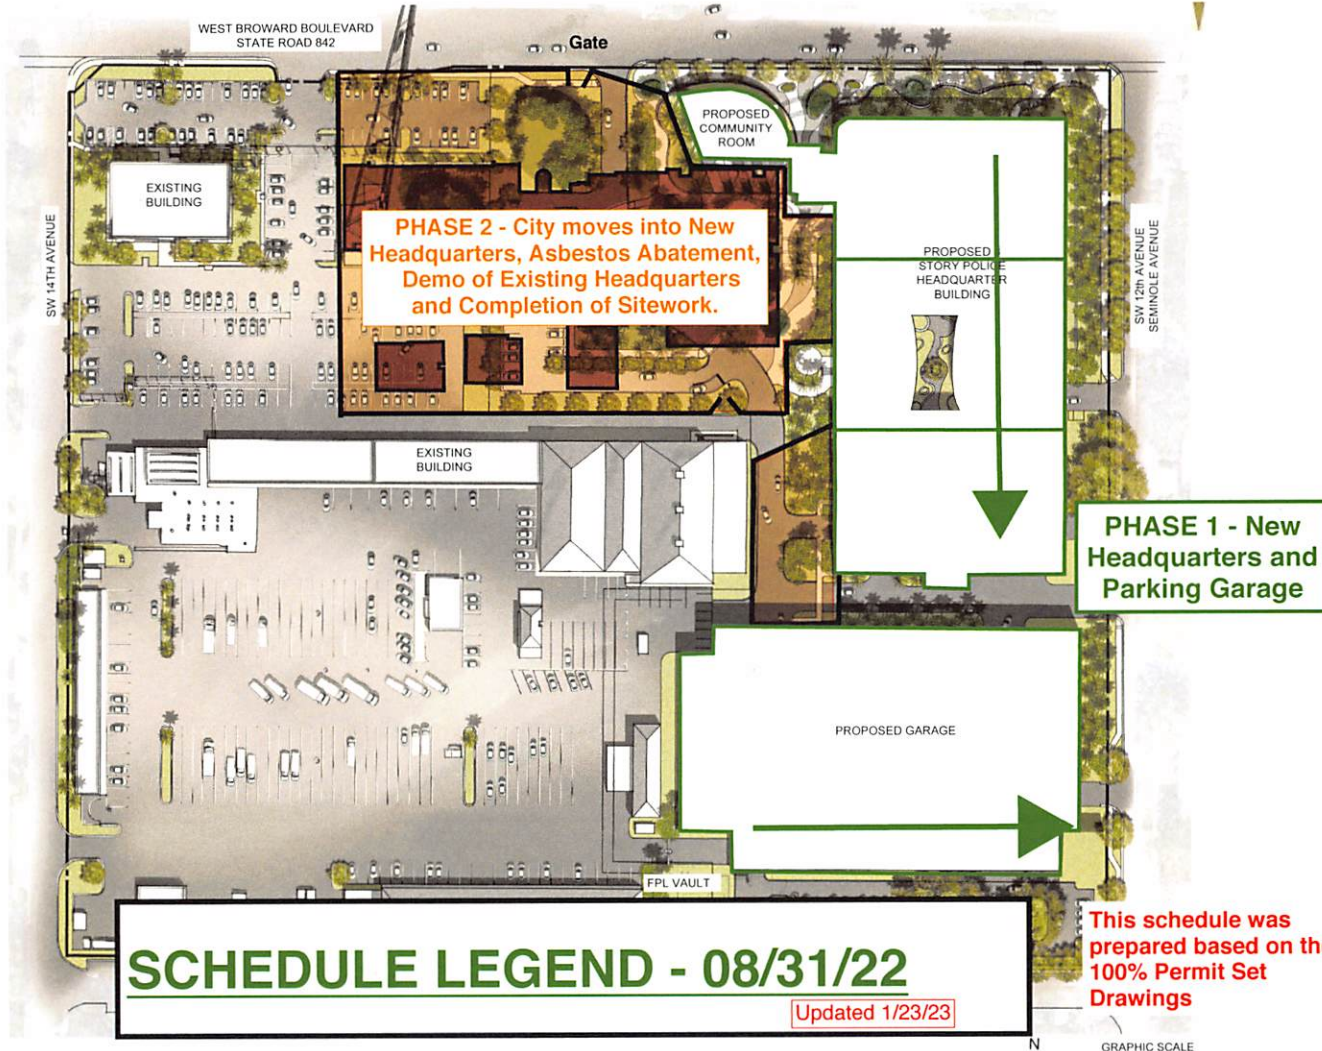 WEST BROWARD BOULEVARD
STATE ROAD 842
Gate
PROPOSED
COMMUNITY
ROOM
EXISTING
BUILDING
SW 14TH AVENUE
PHASE 2 - City moves into New
Headquarters, Asbestos Abatement,
Demo of Existing Headquarters
and Completion of Sitework.
PROPOSED
STORY POLICE
HEADQUARTER
BUILDING
SW 12th AVENUE
SEMINOLE AVENUE
EXISTING
BUILDING
PHASE 1 - New
Headquarters and
Parking Garage
PROPOSED GARAGE
FPL VAULT
SCHEDULE LEGEND - 08/31/22
Updated 1/23/23
This schedule was
prepared based on th
100% Permit Set
Drawings
N
GRAPHIC SCALE